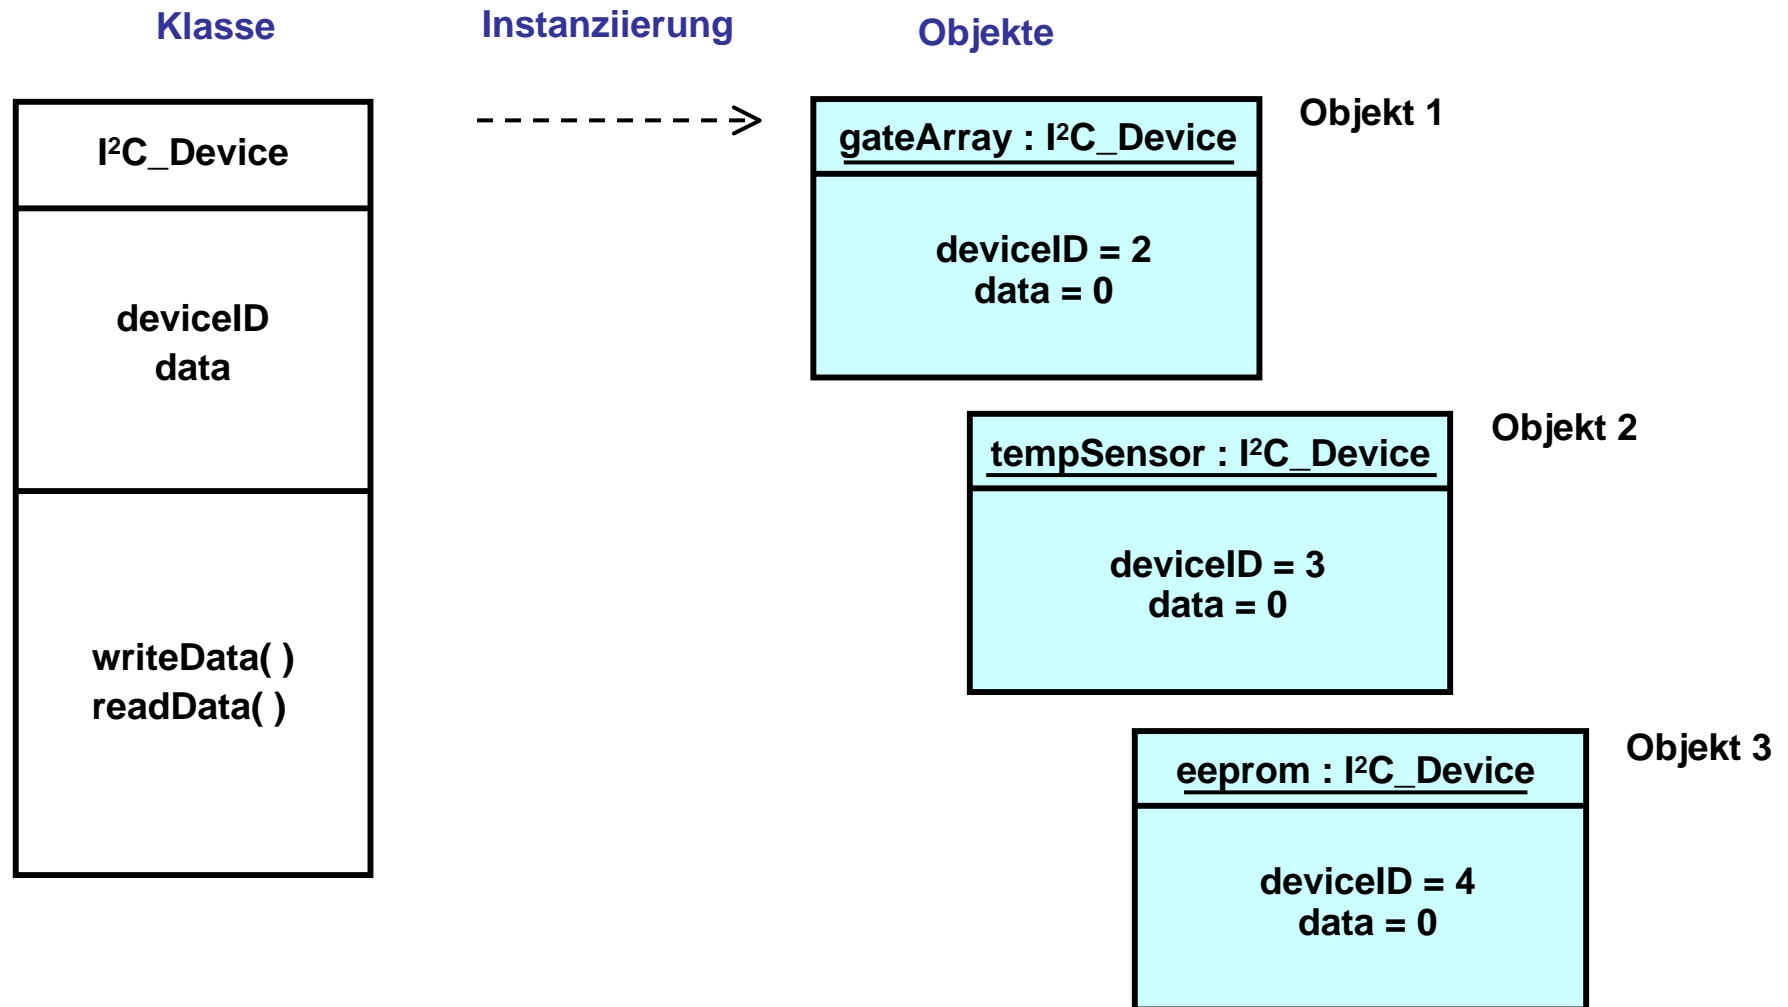 Klasse
Instanziierung
Objekte
I²C_Device
deviceID
data
writeData( )
readData( )
gateArray : I²C_Device
Objekt 1
deviceID = 2
data = 0
tempSensor : I²C_Device
Objekt 2
deviceID = 3
data = 0
eeprom : I²C_Device
Objekt 3
deviceID = 4
data = 0